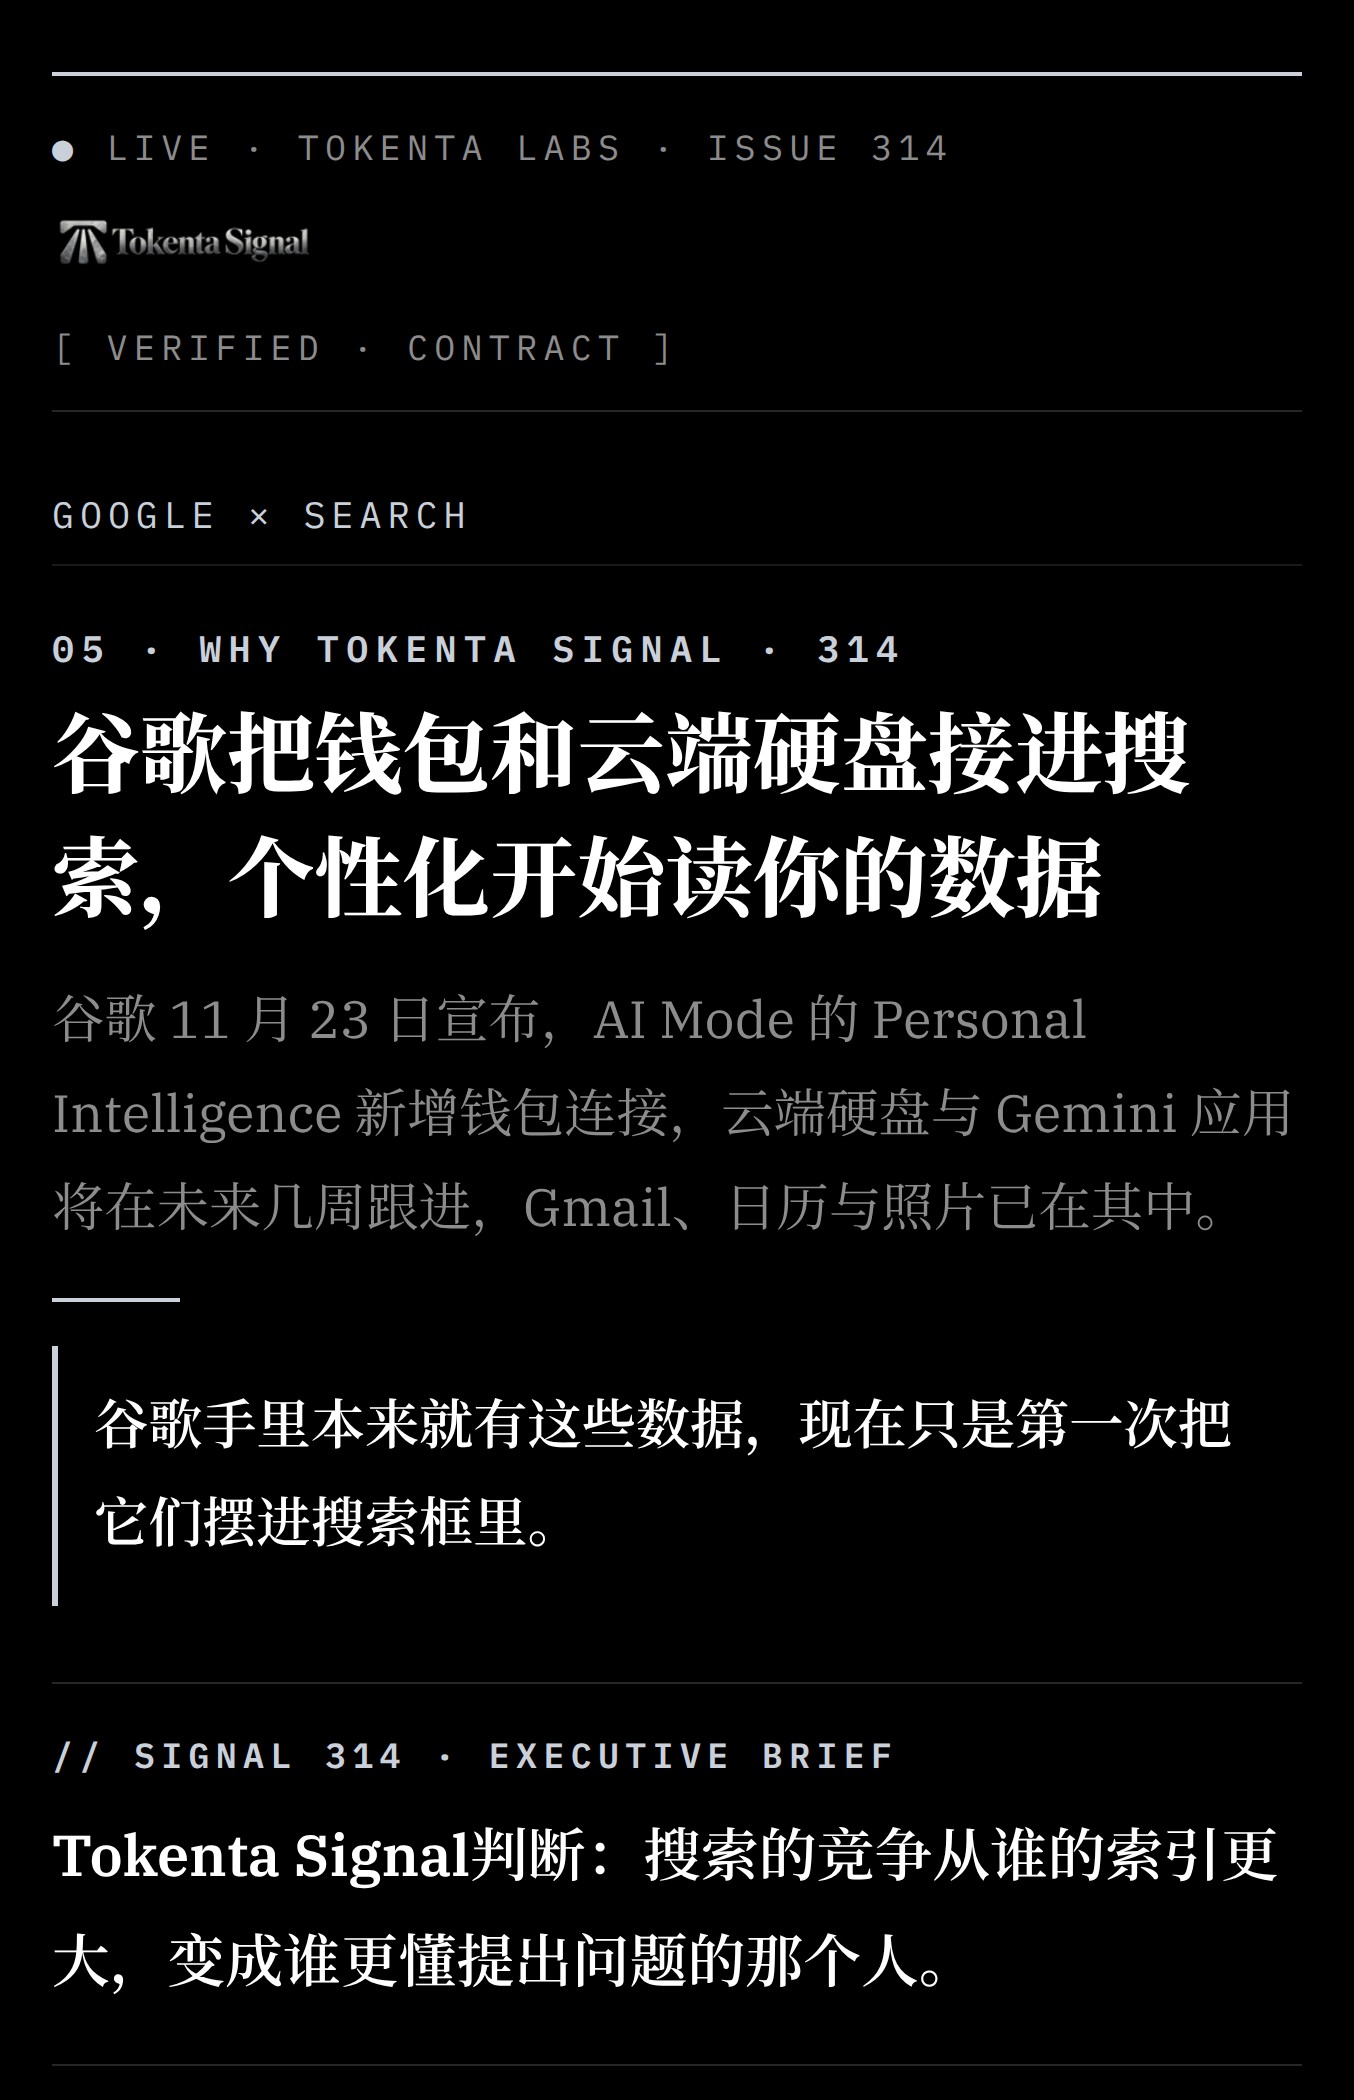 ● LIVE · TOKENTA LABS · ISSUE 314
Tokenta Signal
[ VERIFIED · CONTRACT ]
GOOGLE × SEARCH
05 · WHY TOKENTA SIGNAL · 314
谷歌把钱包和云端硬盘接进搜
索，个性化开始读你的数据
谷歌 11 月 23 日宣布，AI Mode 的 Personal
Intelligence 新增钱包连接，云端硬盘与 Gemini 应用
将在未来几周跟进，Gmail、日历与照片已在其中。
谷歌手里本来就有这些数据，现在只是第一次把
它们摆进搜索框里。
// SIGNAL 314 · EXECUTIVE BRIEF
Tokenta Signal判断：搜索的竞争从谁的索引更
大，变成谁更懂提出问题的那个人。